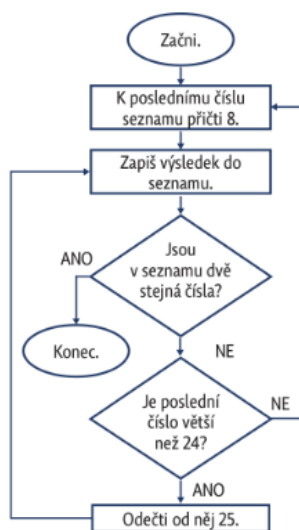 Začni.
K poslednímu číslu
seznamu přičti 8.
Zapiš výsledek do
seznamu.
Jsou
v seznamu dvě
stejná čísla?
ANO
Konec.
NE
Je poslední
číslo větší
než 24?
NE
ANO
Odečti od něj 25.